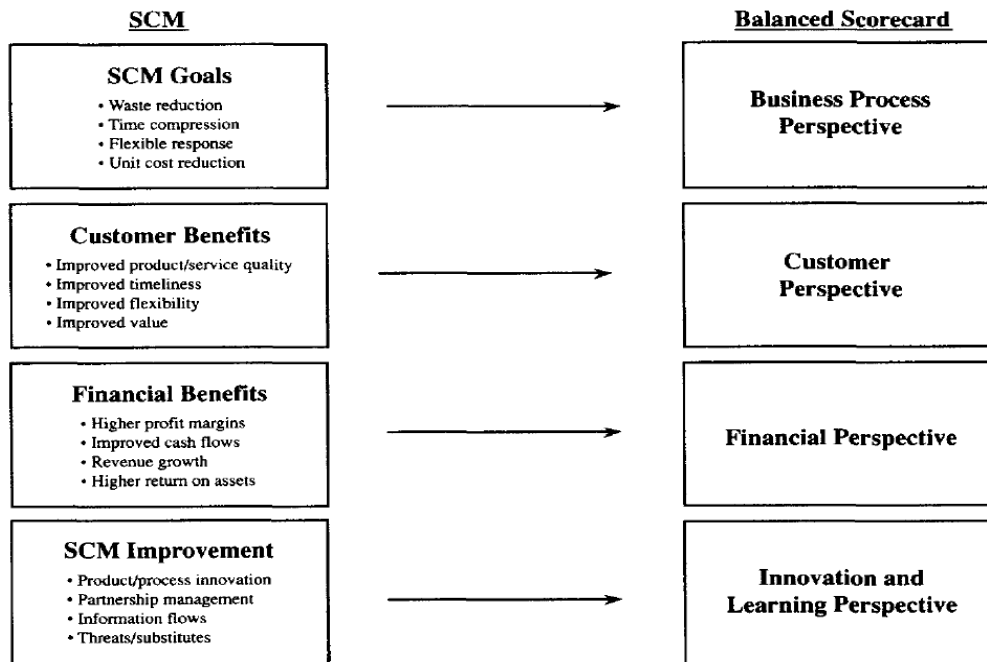 SCM
Balanced Scorecard
SCM Goals
• Waste reduction
• Time compression
• Flexible response
• Unit cost reduction
Business Process
Perspective
Customer Benefits
• Improved product/service quality
• Improved timeliness
• Improved flexibility
• Improved value
Customer
Perspective
Financial Benefits
• Higher profit margins
• Improved cash flows
• Revenue growth
• Higher return on assets
Financial Perspective
SCM Improvement
• Product/process innovation
• Partnership management
• Information flows
• Threats/substitutes
Innovation and
Learning Perspective